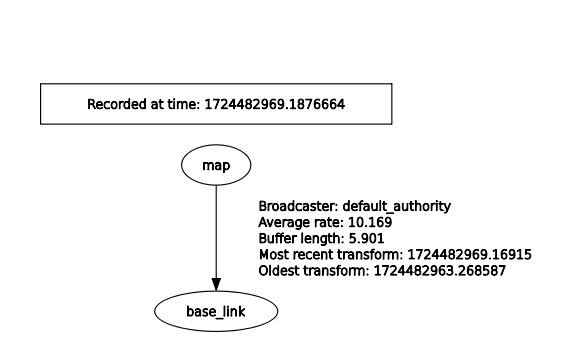 Recorded at time: 1724482969.1876664
map
Broadcaster: default_authority
Average rate: 10.169
Buffer length: 5.901
Most recent transform: 1724482969.16915
Oldest transform: 1724482963.268587
base_link